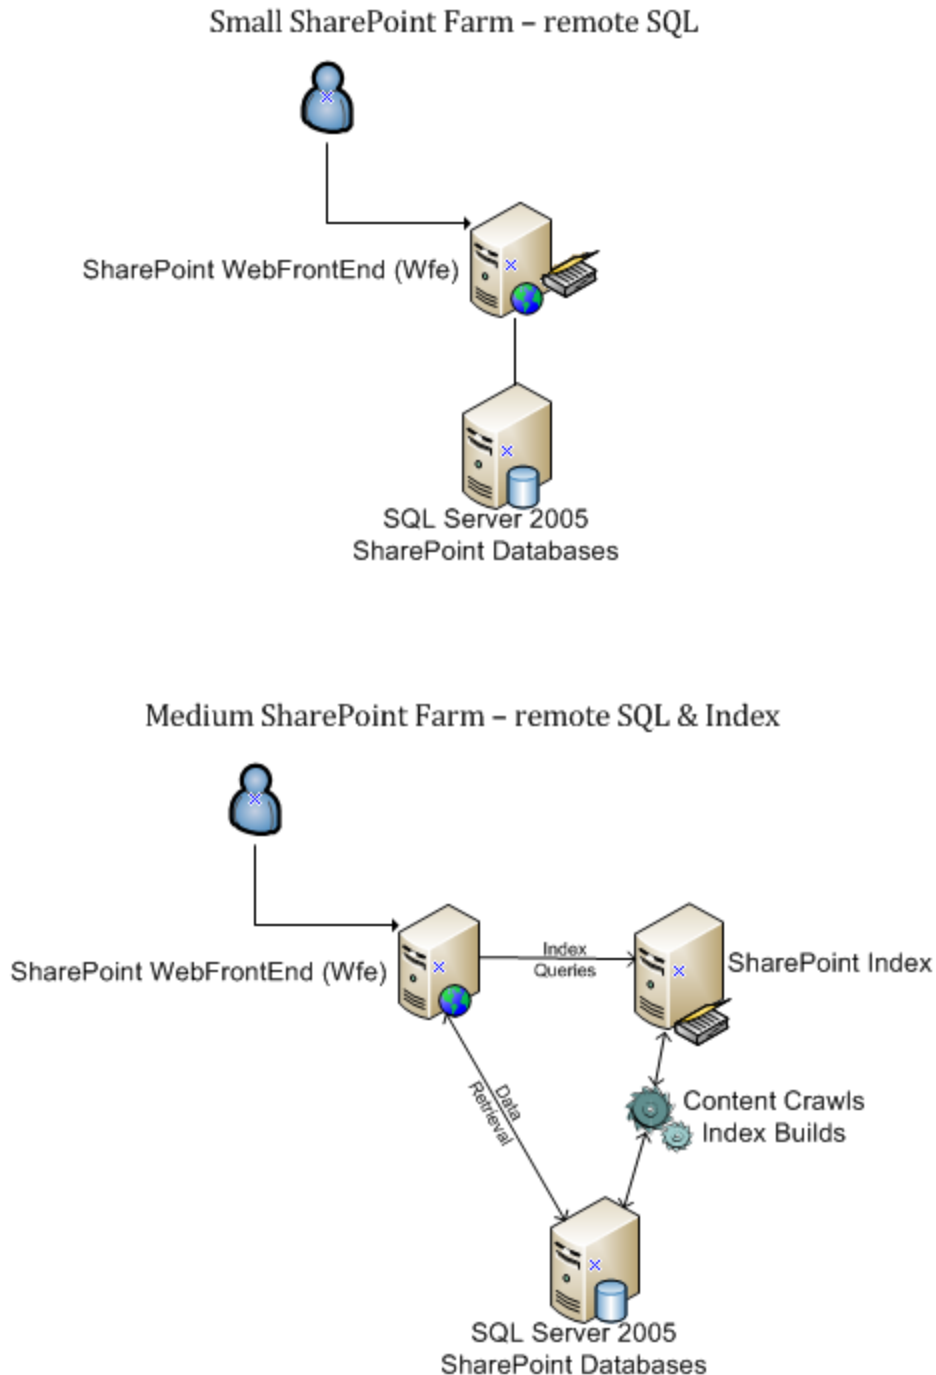 Small SharePoint Farm – remote SQL
SharePoint WebFrontEnd (Wfe)
SQL Server 2005
SharePoint Databases
Medium SharePoint Farm – remote SQL & Index
SharePoint WebFrontEnd (Wfe)
Index
Queries
SharePoint Index
Data
Retrieval
Content Crawls
Index Builds
SQL Server 2005
SharePoint Databases